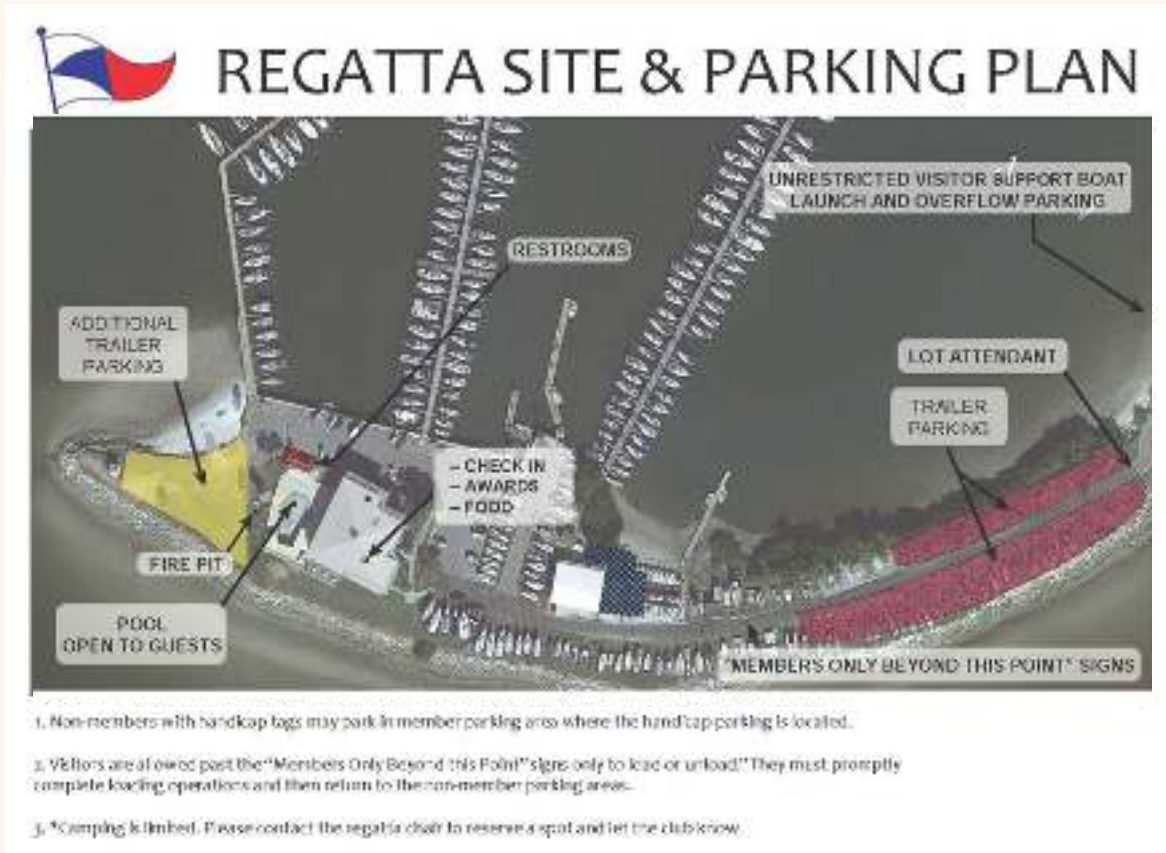 REGATTA SITE & PARKING PLAN
UNRESTRICTED VISITOR SUPPORT BOAT
LAUNCH AND OVERFLOW PARKING
RESTROOMS
ADDITIONAL
TRAILER
PARKING
LOT ATTENDANT
TRAILER
PARKING
– CHECK IN
– AWARDS
– FOOD
FIRE PIT
POOL
OPEN TO GUESTS
"MEMBERS ONLY BEYOND THIS POINT" SIGNS
1. Non-members with handicap tags may park in member parking area where the handicap parking is located.
2. Visitors are allowed past the "Members Only Beyond this Point" signs only to load or unload." They must promptly
complete loading operations and then return to the non-member parking areas.
3. *Camping is limited. Please contact the regatta chair to reserve a spot and let the club know.